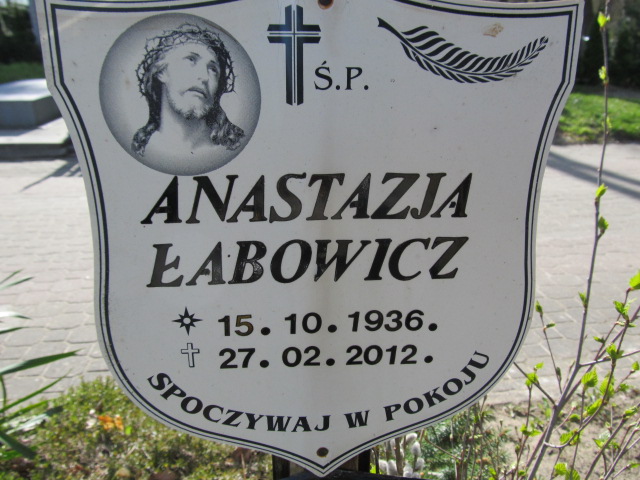 Ś.P.
ANASTAZJA
ŁABOWICZ
15.10.1936.
27.02.2012.
SPOCZYWAJ W POKOJU